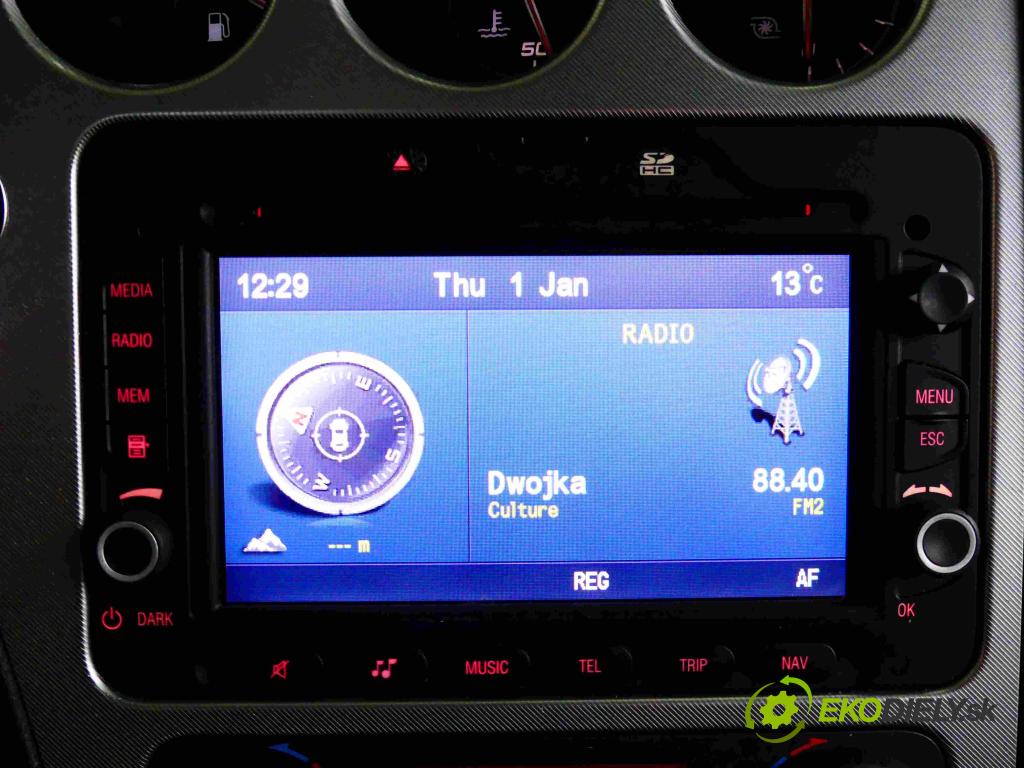 50
SD
HC
12:29 Thu 1 Jan 13°C
MEDIA
RADIO
MEM
RADIO
N E S W
Dwojka 88.40
Culture FM2
--- m
REG AF
MENU
ESC
OK
DARK
MUSIC TEL TRIP NAV
EKODIELY.sk